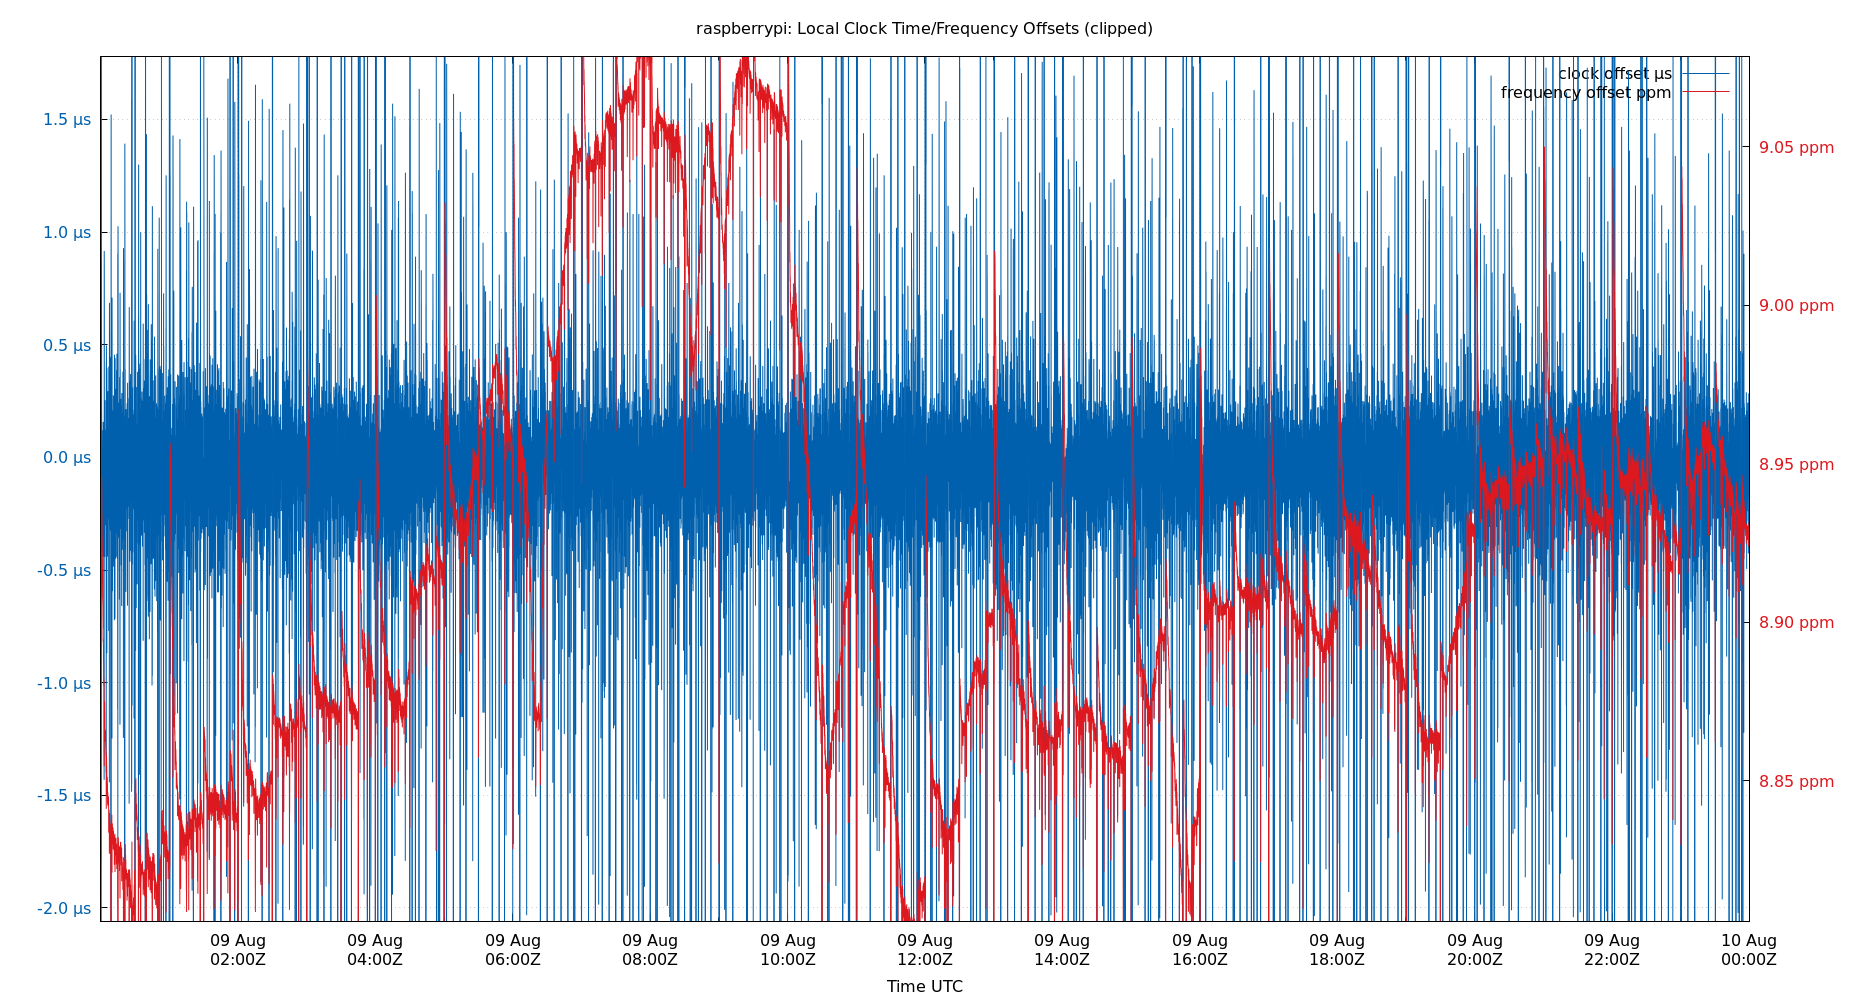 raspberrypi: Local Clock Time/Frequency Offsets (clipped)
clock offset µs
frequency offset ppm
1.5 µs
1.0 µs
0.5 µs
0.0 µs
-0.5 µs
-1.0 µs
-1.5 µs
-2.0 µs
9.05 ppm
9.00 ppm
8.95 ppm
8.90 ppm
8.85 ppm
09 Aug 09 Aug 09 Aug 09 Aug 09 Aug 09 Aug 09 Aug 09 Aug 09 Aug 09 Aug 09 Aug 10 Aug
02:00Z 04:00Z 06:00Z 08:00Z 10:00Z 12:00Z 14:00Z 16:00Z 18:00Z 20:00Z 22:00Z 00:00Z
Time UTC